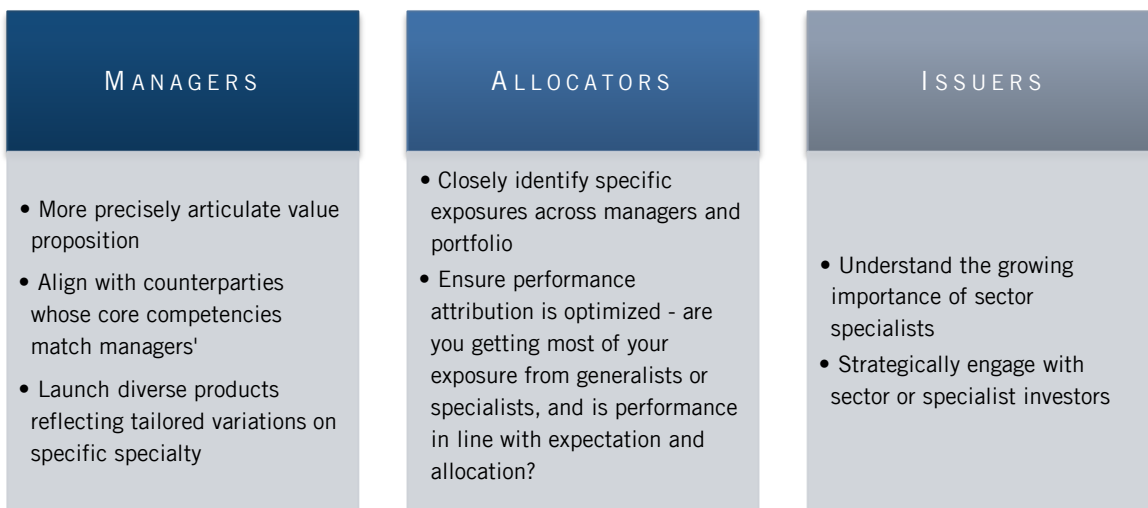 MANAGERS
• More precisely articulate value
proposition
• Align with counterparties
whose core competencies
match managers'
• Launch diverse products
reflecting tailored variations on
specific specialty
ALLOCATORS
• Closely identify specific
exposures across managers and
portfolio
• Ensure performance
attribution is optimized - are
you getting most of your
exposure from generalists or
specialists, and is performance
in line with expectation and
allocation?
ISSUERS
• Understand the growing
importance of sector
specialists
• Strategically engage with
sector or specialist investors